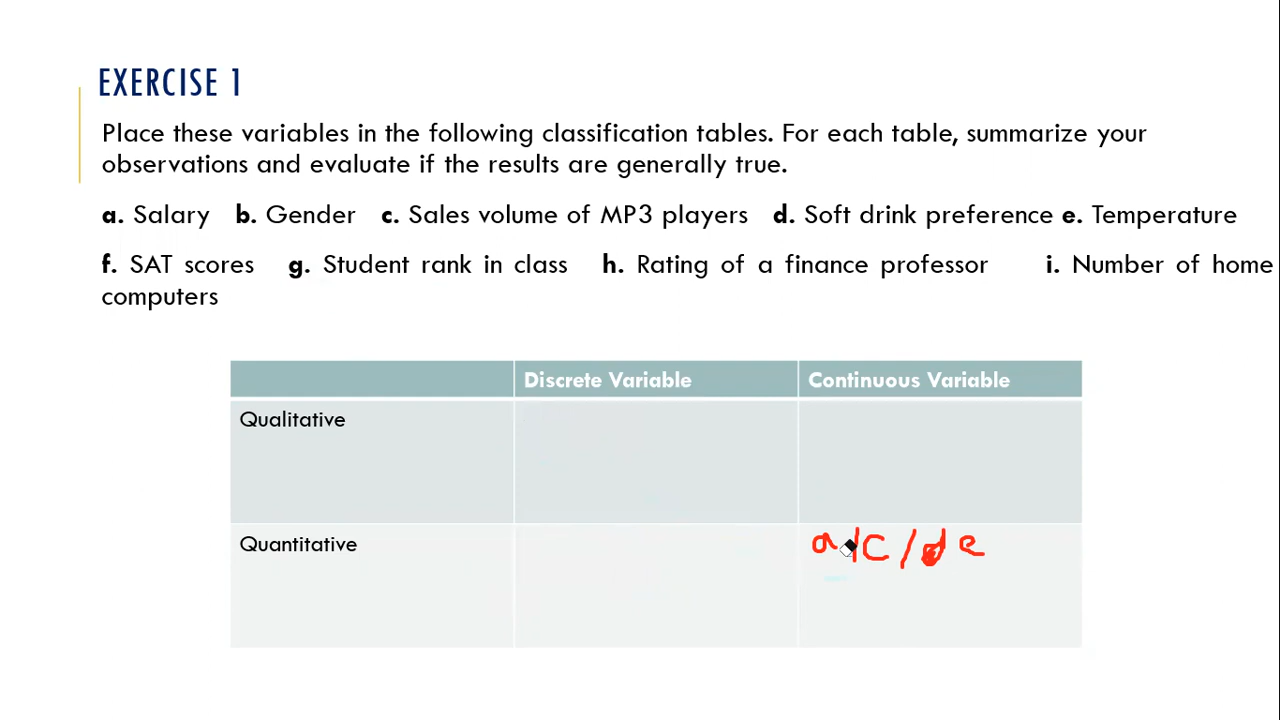 EXERCISE 1
Place these variables in the following classification tables. For each table, summarize your
observations and evaluate if the results are generally true.
a. Salary b. Gender c. Sales volume of MP3 players d. Soft drink preference e. Temperature
f. SAT scores g. Student rank in class h. Rating of a finance professor i. Number of home
computers
Discrete Variable Continuous Variable
Qualitative
Quantitative a/c/d e